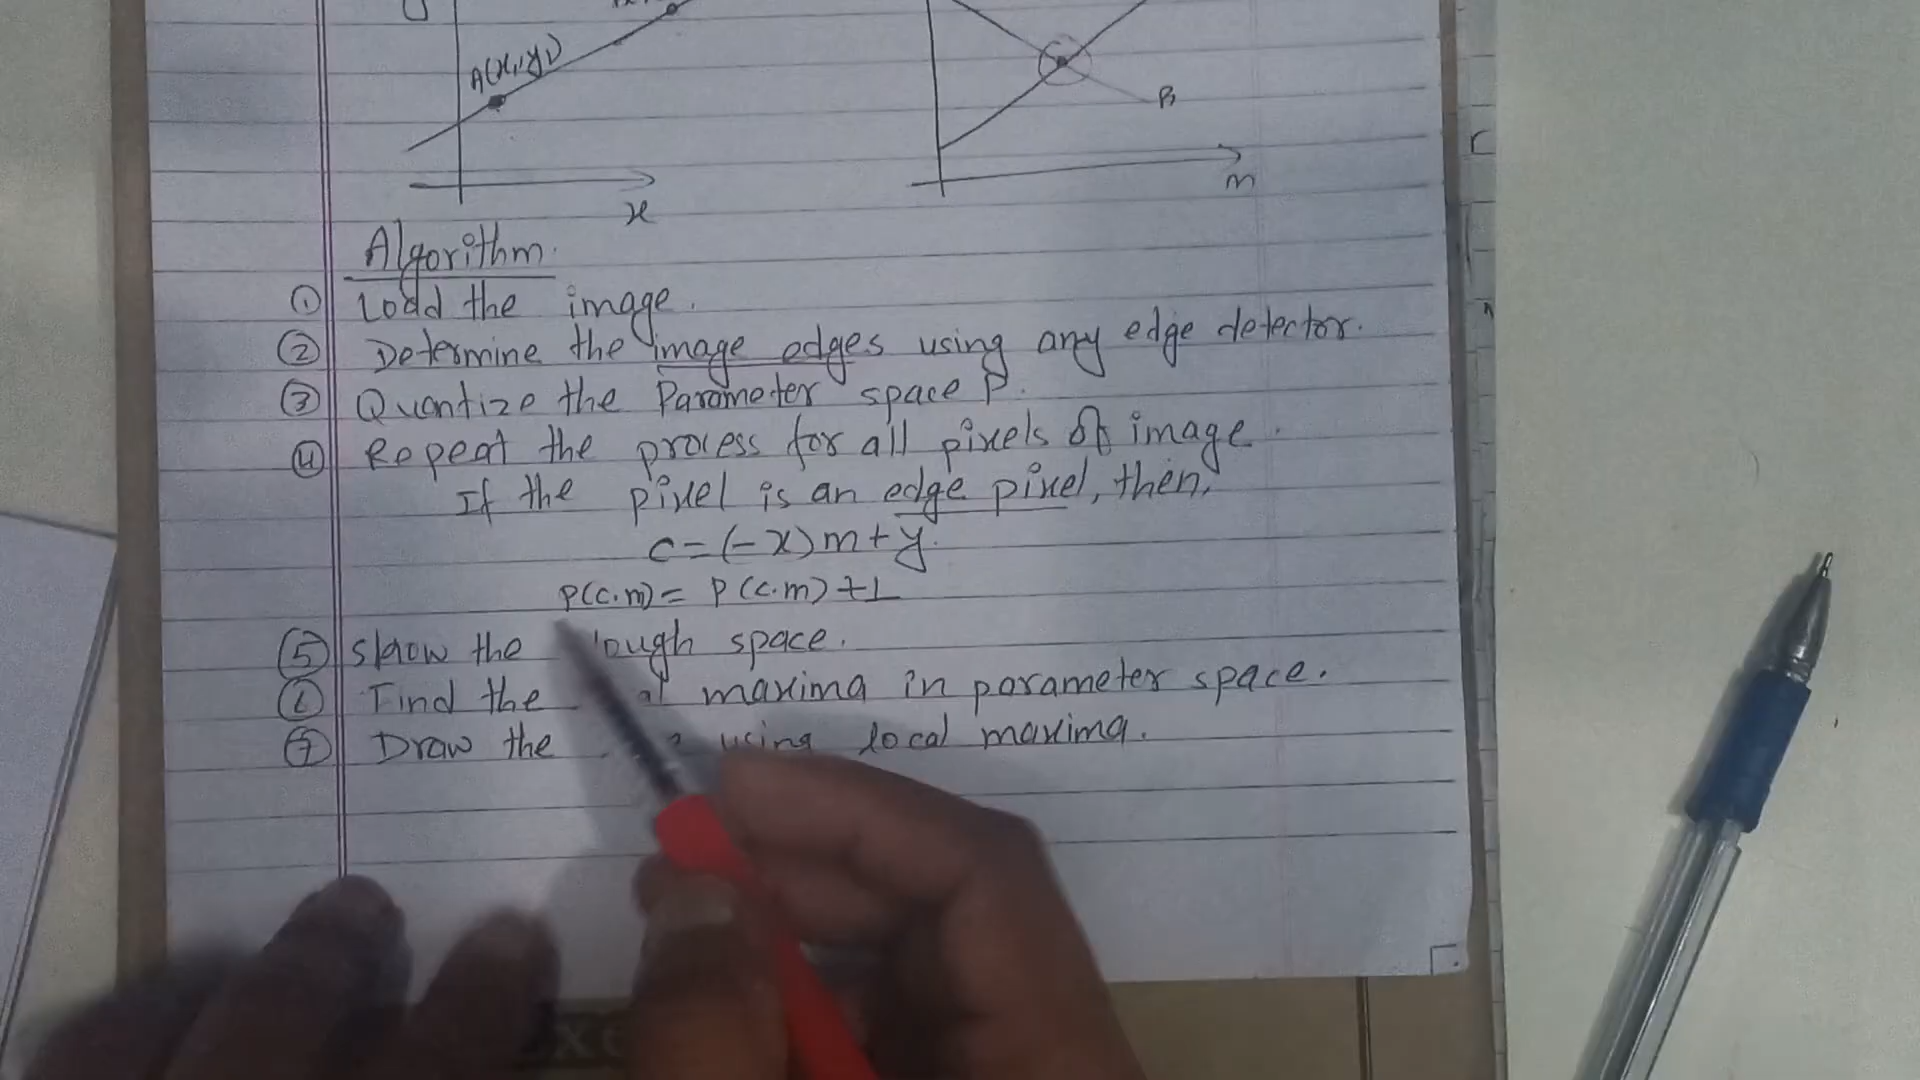 A(x1, y1)
x
B
m
Algorithm.
① Load the image.
② Determine the image edges using any edge detector.
③ Quantize the Parameter space P.
④ Repeat the process for all pixels of image.
If the pixel is an edge pixel, then,
c = (-x) m + y.
P(c.m) = P(c.m) + 1
⑤ Show the space.
⑥ Find the maxima in parameter space.
⑦ Draw the using local maxima.